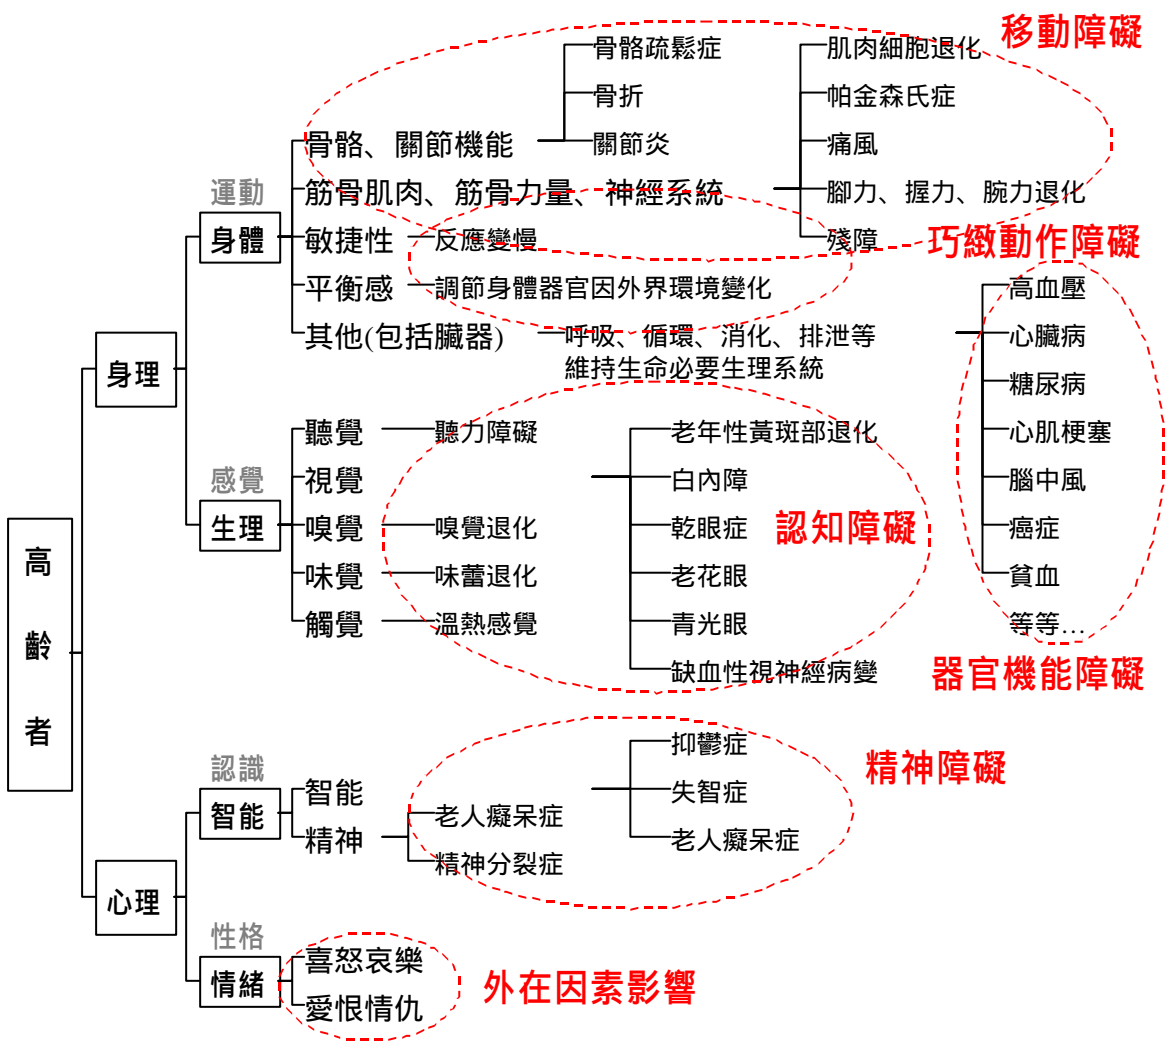 移動障礙
骨骼疏鬆症
肌肉細胞退化
骨折
帕金森氏症
骨骼、關節機能
關節炎
痛風
運動
筋骨肌肉、筋骨力量、神經系統
腳力、握力、腕力退化
身體
敏捷性
反應變慢
殘障
巧緻動作障礙
平衡感
調節身體器官因外界環境變化
高血壓
其他(包括臟器)
呼吸、循環、消化、排泄等
維持生命必要生理系統
心臟病
身理
糖尿病
聽覺
聽力障礙
老年性黃斑部退化
心肌梗塞
感覺
視覺
白內障
腦中風
生理
嗅覺
嗅覺退化
乾眼症
認知障礙
癌症
味覺
味蕾退化
老花眼
貧血
觸覺
溫熱感覺
青光眼
等等...
缺血性視神經病變
器官機能障礙
高齡者
抑鬱症
精神障礙
認識
智能
智能
失智症
老人癡呆症
精神
老人癡呆症
精神分裂症
心理
性格
情緒
喜怒哀樂
愛恨情仇
外在因素影響